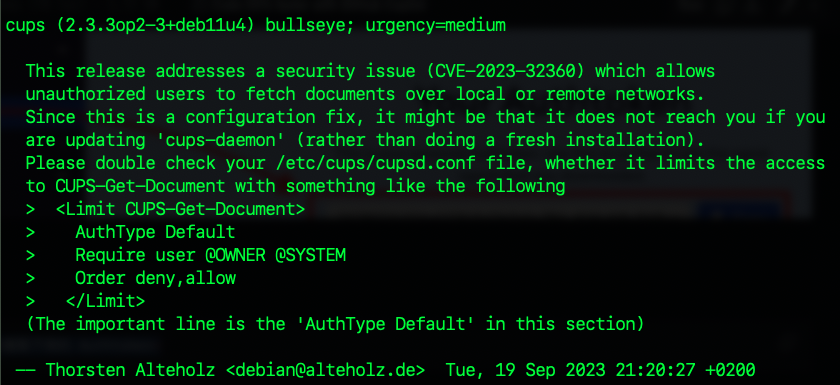 cups (2.3.3op2-3+deb11u4) bullseye; urgency=medium
This release addresses a security issue (CVE-2023-32360) which allows
unauthorized users to fetch documents over local or remote networks.
Since this is a configuration fix, it might be that it does not reach you if you
are updating 'cups-daemon' (rather than doing a fresh installation).
Please double check your /etc/cups/cupsd.conf file, whether it limits the access
to CUPS-Get-Document with something like the following
>  <Limit CUPS-Get-Document>
>    AuthType Default
>    Require user @OWNER @SYSTEM
>    Order deny,allow
>   </Limit>
(The important line is the 'AuthType Default' in this section)
-- Thorsten Alteholz <debian@alteholz.de>  Tue, 19 Sep 2023 21:20:27 +0200